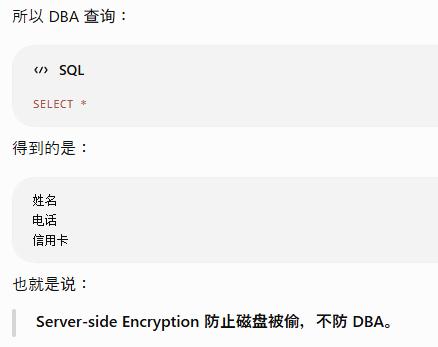 所以 DBA 查询：
</> SQL
SELECT *
得到的是：
姓名
电话
信用卡
也就是说：
Server-side Encryption 防止磁盘被偷，不防 DBA。